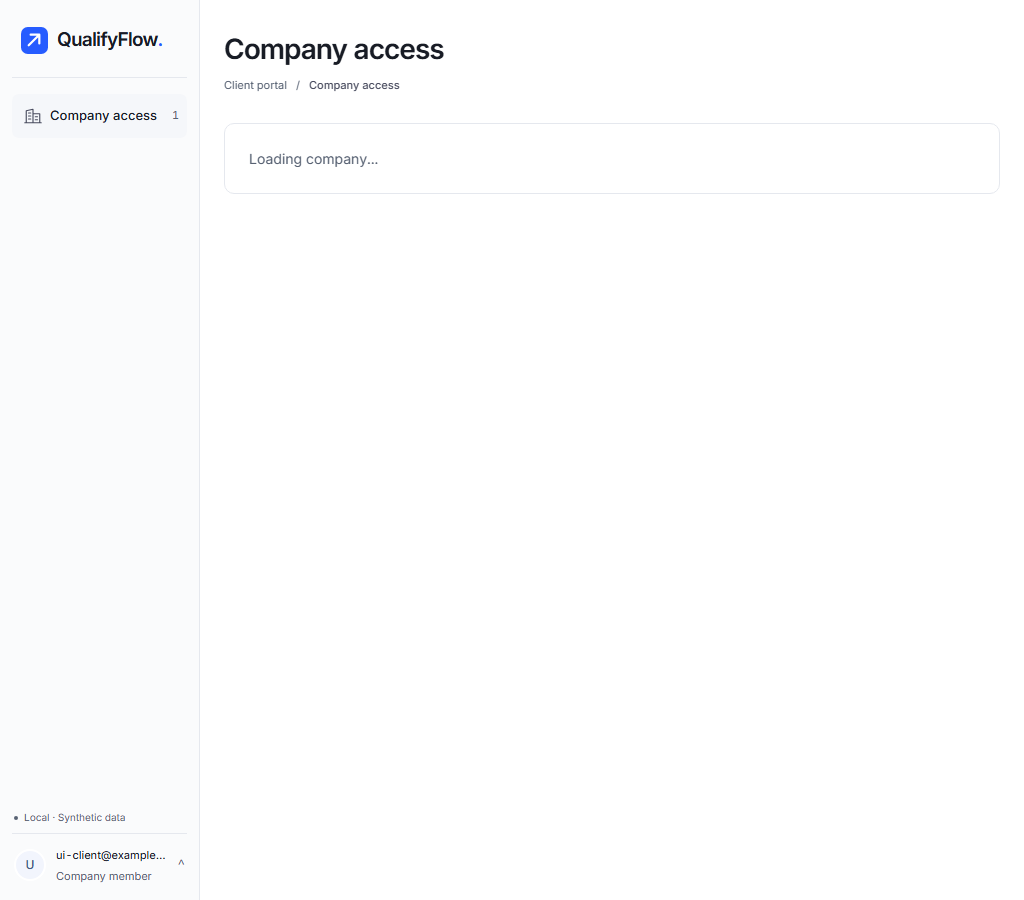 QualifyFlow.
Company access 1
Company access
Client portal / Company access
Loading company...
Local · Synthetic data
U
ui-client@example...
Company member